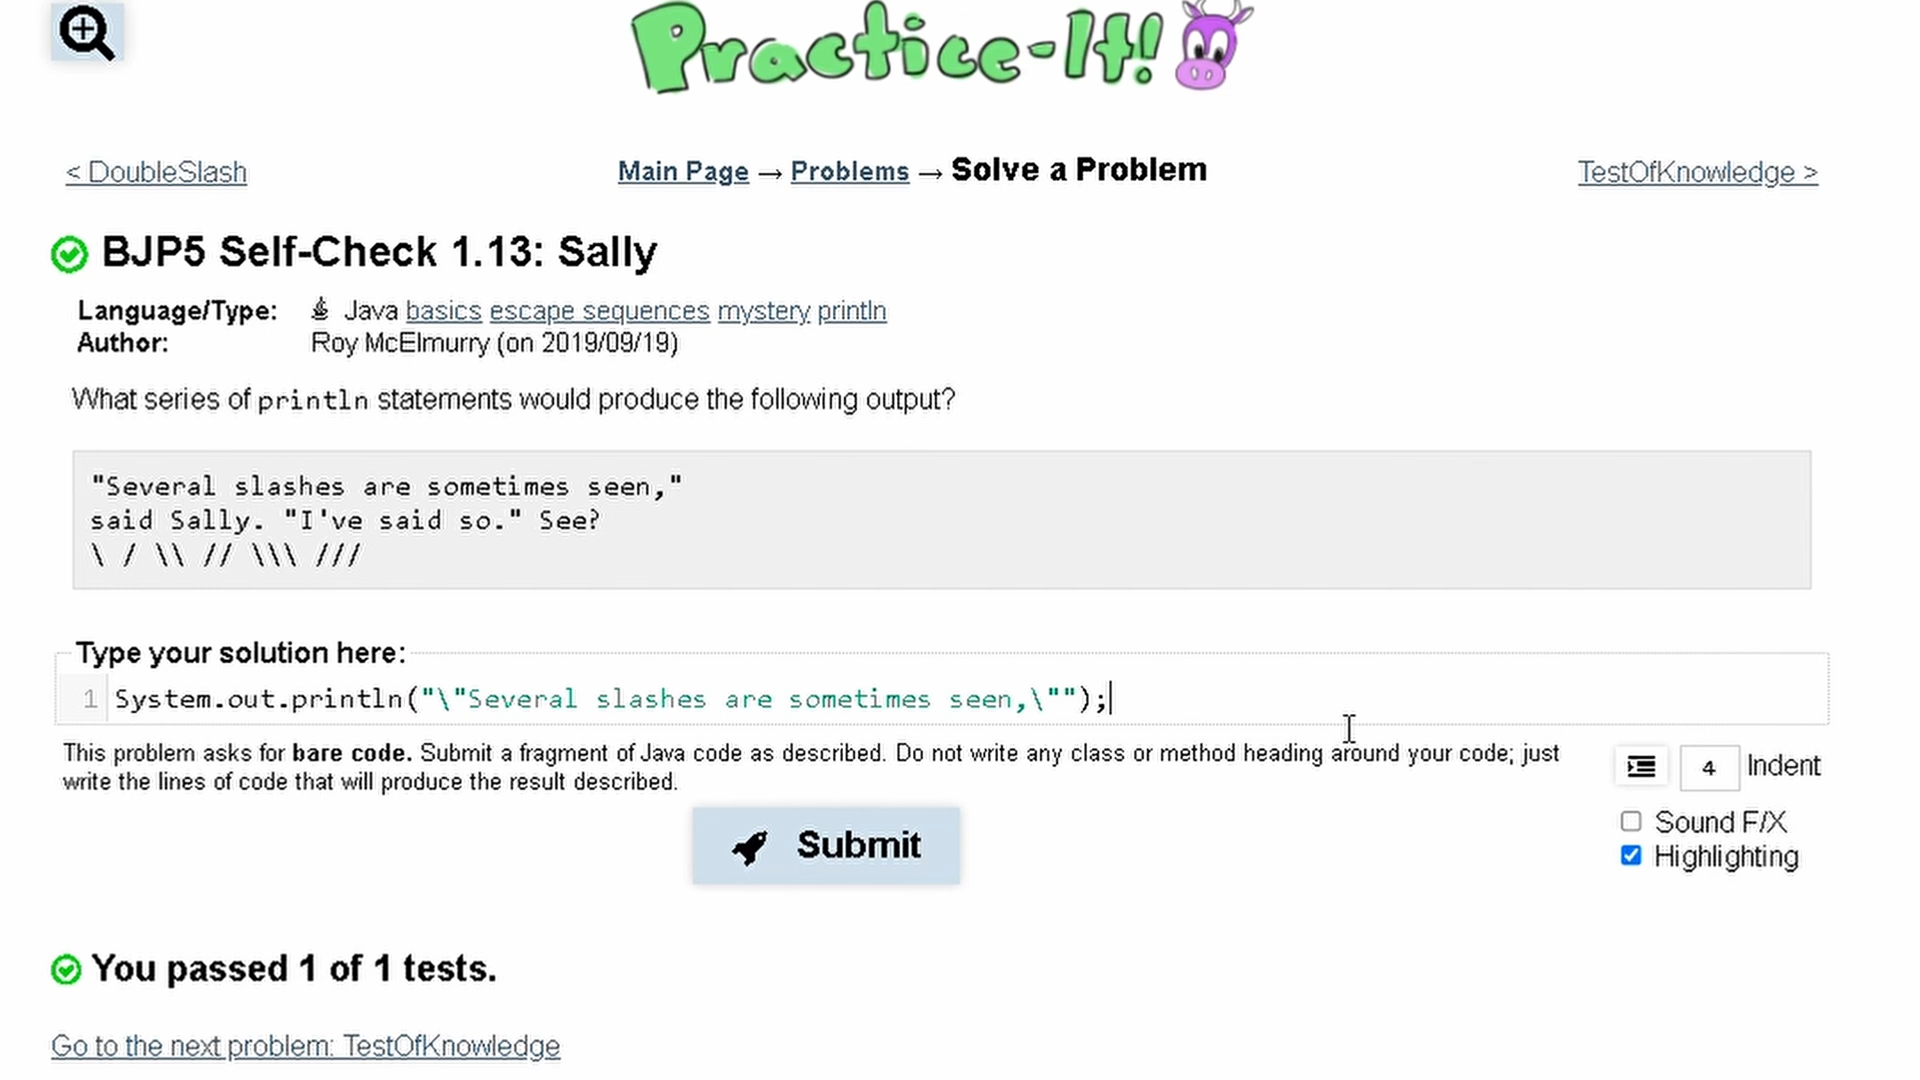 Practice-It!
< DoubleSlash
Main Page → Problems → Solve a Problem
TestOfKnowledge >
BJP5 Self-Check 1.13: Sally
Language/Type: Java basics escape sequences mystery println
Author: Roy McElmurry (on 2019/09/19)
What series of println statements would produce the following output?
"Several slashes are sometimes seen,"
said Sally. "I've said so." See?
\ / \\ // \\\ ///
Type your solution here:
1 System.out.println("\"Several slashes are sometimes seen,\"");
This problem asks for bare code. Submit a fragment of Java code as described. Do not write any class or method heading around your code; just
write the lines of code that will produce the result described.
4 Indent
Sound F/X
Highlighting
Submit
You passed 1 of 1 tests.
Go to the next problem: TestOfKnowledge